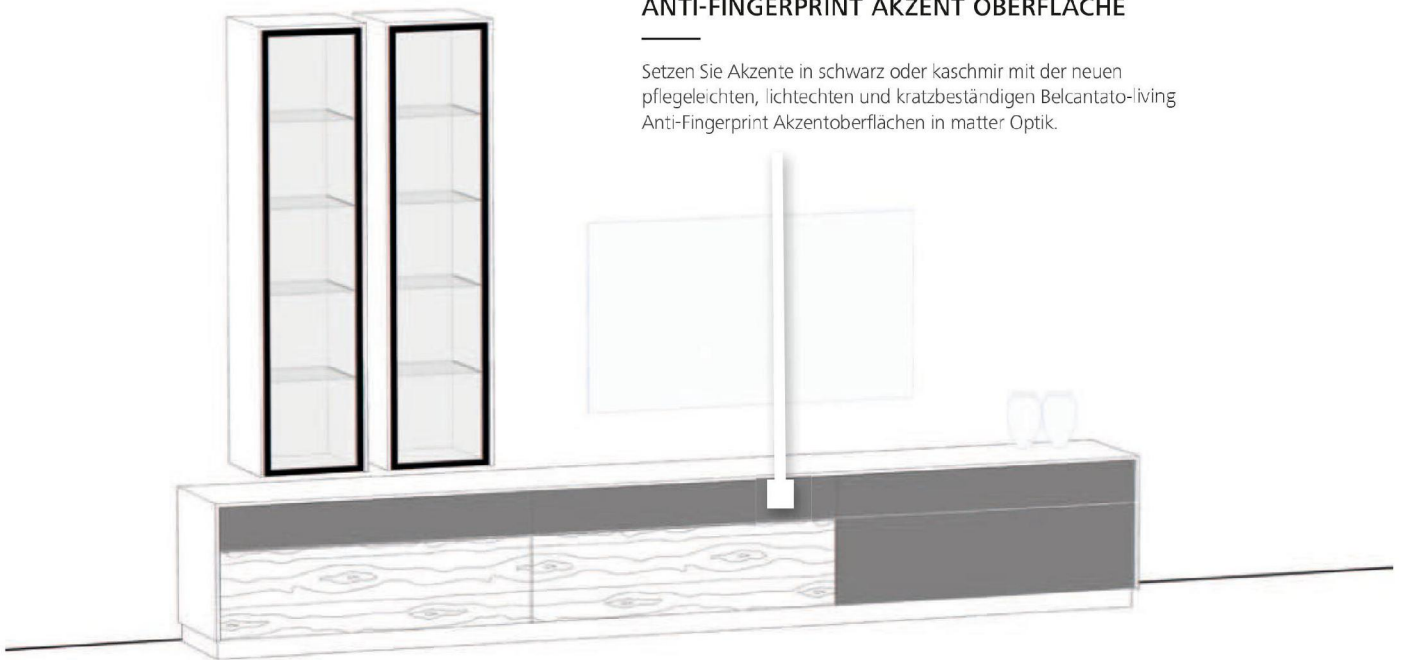 ANTI-FINGERPRINT AKZENT OBERFLÄCHE
Setzen Sie Akzente in schwarz oder kaschmir mit der neuen
pflegeleichten, lichtechten und kratzbeständigen Belcantato-living
Anti-Fingerprint Akzentoberflächen in matter Optik.